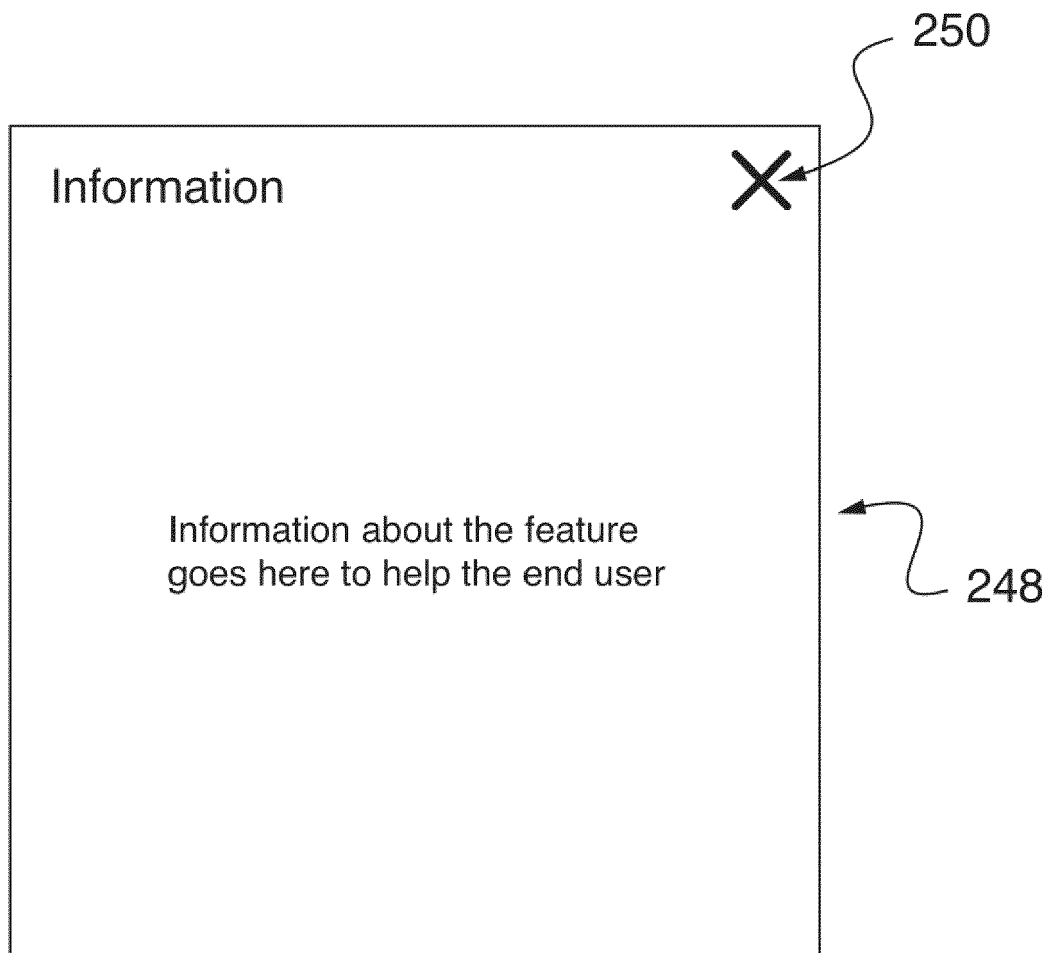 250
Information
Information about the feature
goes here to help the end user
248